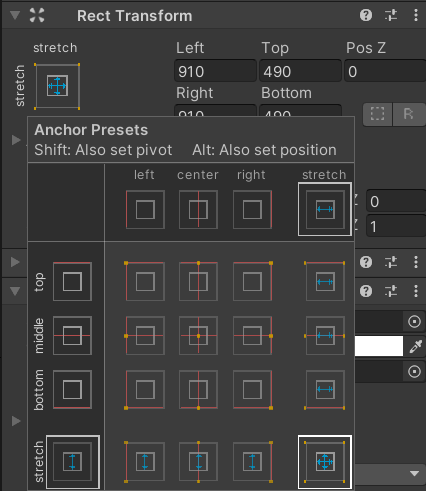 Rect Transform
stretch
Left Top Pos Z
stretch
910 490 0
Right Bottom
910 490
R
Anchor Presets
Shift: Also set pivot Alt: Also set position
left center right stretch
Z 0
Z 1
top
middle
bottom
stretch